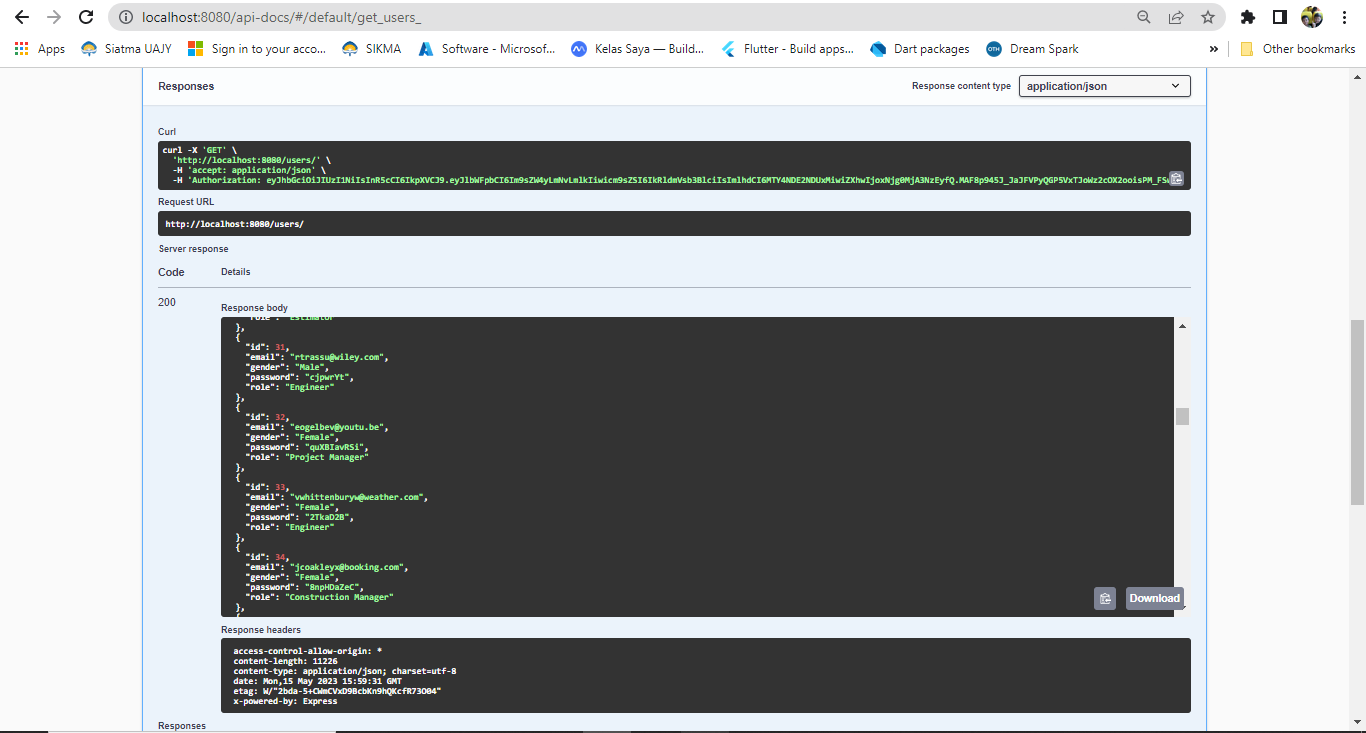 localhost:8080/api-docs/#/default/get_users_
Apps Siatma UAJY Sign in to your acco... SIKMA Software - Microsof... Kelas Saya — Build... Flutter - Build apps... Dart packages Dream Spark » Other bookmarks
Responses Response content type application/json
Curl
curl -X 'GET' \
'http://localhost:8080/users/' \
-H 'accept: application/json' \
-H 'Authorization:
Request URL
http://localhost:8080/users/
Server response
Code Details
200 Response body
"role": "Estimator"
},
{
"id": 31,
"email": "rtrassu@wiley.com",
"gender": "Male",
"password": "cjpwrYt",
"role": "Engineer"
},
{
"id": 32,
"email": "eogelbev@youtu.be",
"gender": "Female",
"password": "quXBIavRSi",
"role": "Project Manager"
},
{
"id": 33,
"email": "vwhittenburyw@weather.com",
"gender": "Female",
"password": "2TkaD2B",
"role": "Engineer"
},
{
"id": 34,
"email": "jcoakleyx@booking.com",
"gender": "Female",
"password": "8npHDaZeC",
"role": "Construction Manager"
},
{
Download
Response headers
access-control-allow-origin: *
content-length: 11226
content-type: application/json; charset=utf-8
date: Mon,15 May 2023 15:59:31 GMT
etag: W/"2bda-5+CWmCVxD9BcbKn9hQKcfR73O04"
x-powered-by: Express
Responses